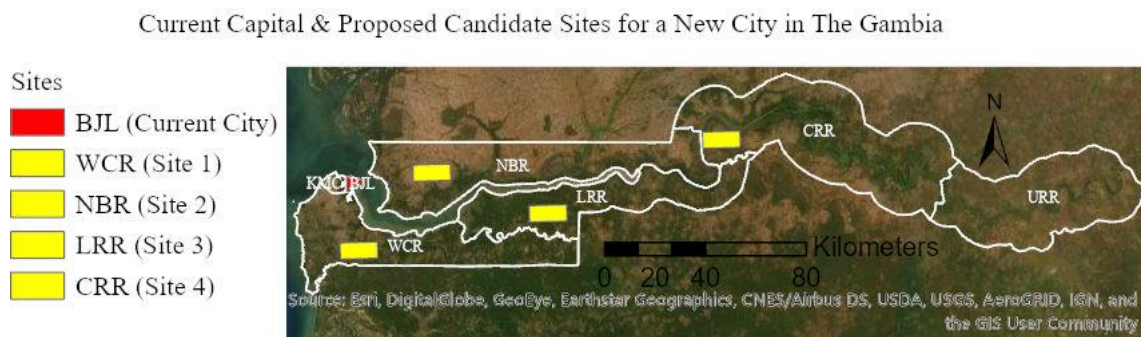 Current Capital & Proposed Candidate Sites for a New City in The Gambia
Sites
BJL (Current City)
WCR (Site 1)
NBR (Site 2)
LRR (Site 3)
CRR (Site 4)
N
CRR
NBR
KMC BJL
LRR
URR
WCR
Kilometers
0 20 40 80
Source: Esri, DigitalGlobe, GeoEye, Earthstar Geographics, CNES/Airbus DS, USDA, USGS, AeroGRID, IGN, and
the GIS User Community